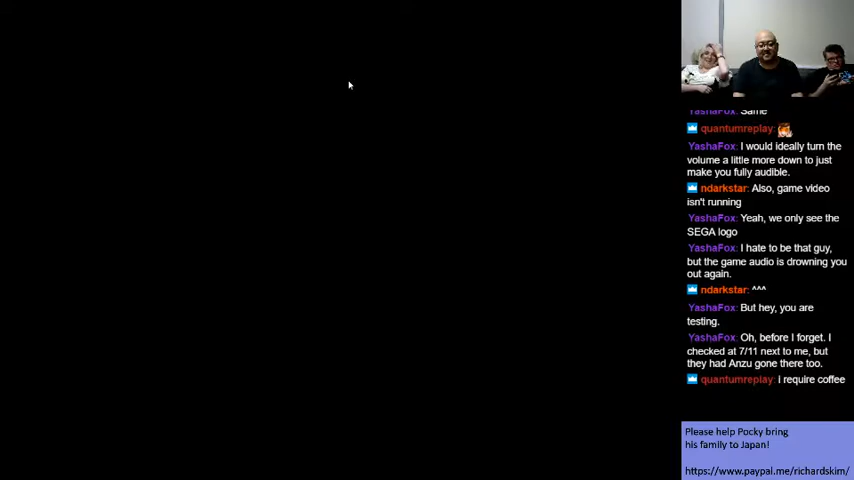 YashaFox: Same
quantumreplay:
YashaFox: I would ideally turn the
volume a little more down to just
make you fully audible.
ndarkstar: Also, game video
isn't running
YashaFox: Yeah, we only see the
SEGA logo
YashaFox: I hate to be that guy,
but the game audio is drowning you
out again.
ndarkstar: ^^^
YashaFox: But hey, you are
testing.
YashaFox: Oh, before I forget. I
checked at 7/11 next to me, but
they had Anzu gone there too.
quantumreplay: i require coffee
Please help Pocky bring
his family to Japan!
https://www.paypal.me/richardskim/